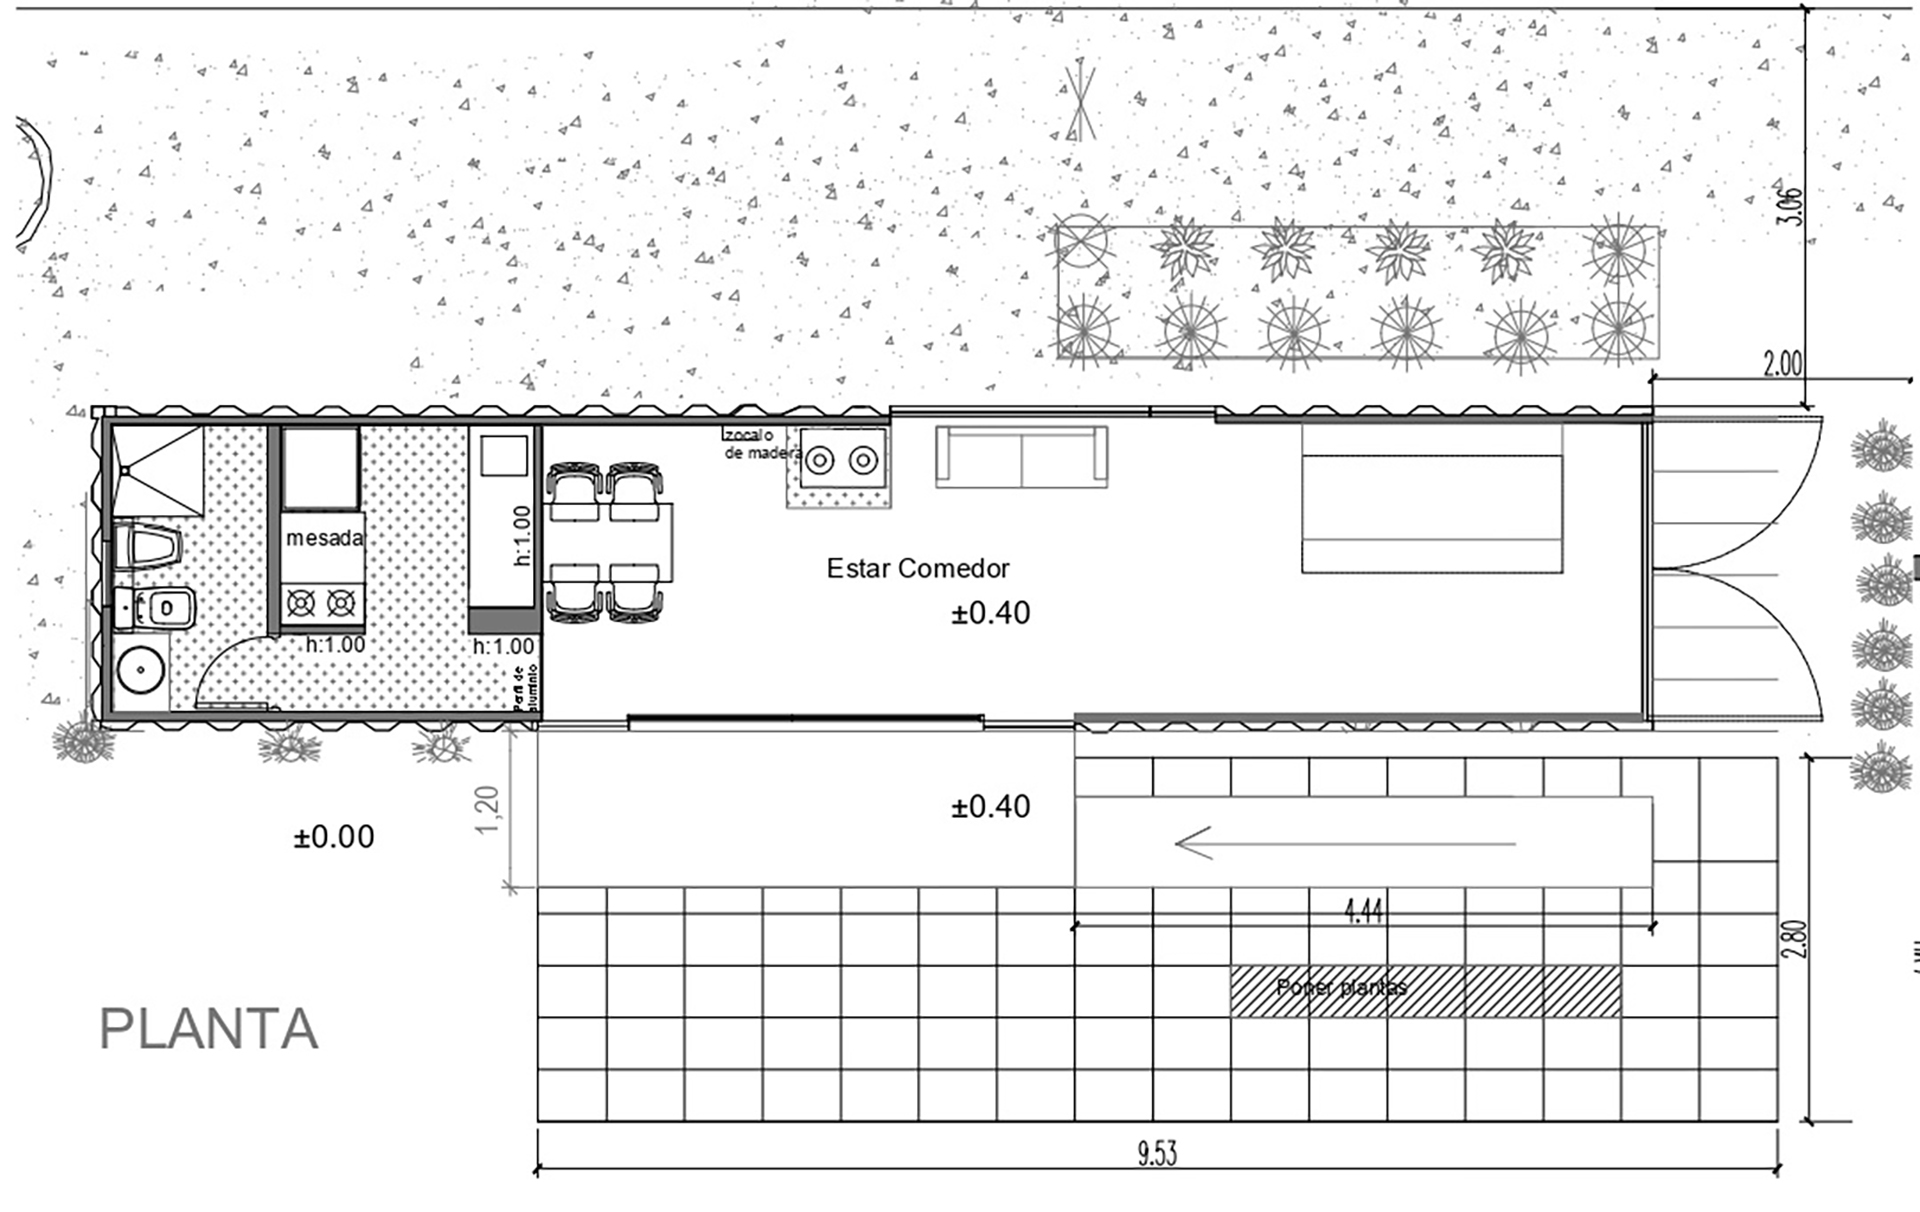 3.06
2.00
zocalo
de madera
h:1.00
mesada
Estar Comedor
±0.40
h:1.00
h:1.00
Perfil de
aluminio
1,20
±0.40
±0.00
4.44
2.80
Poner plantas
PLANTA
9.53